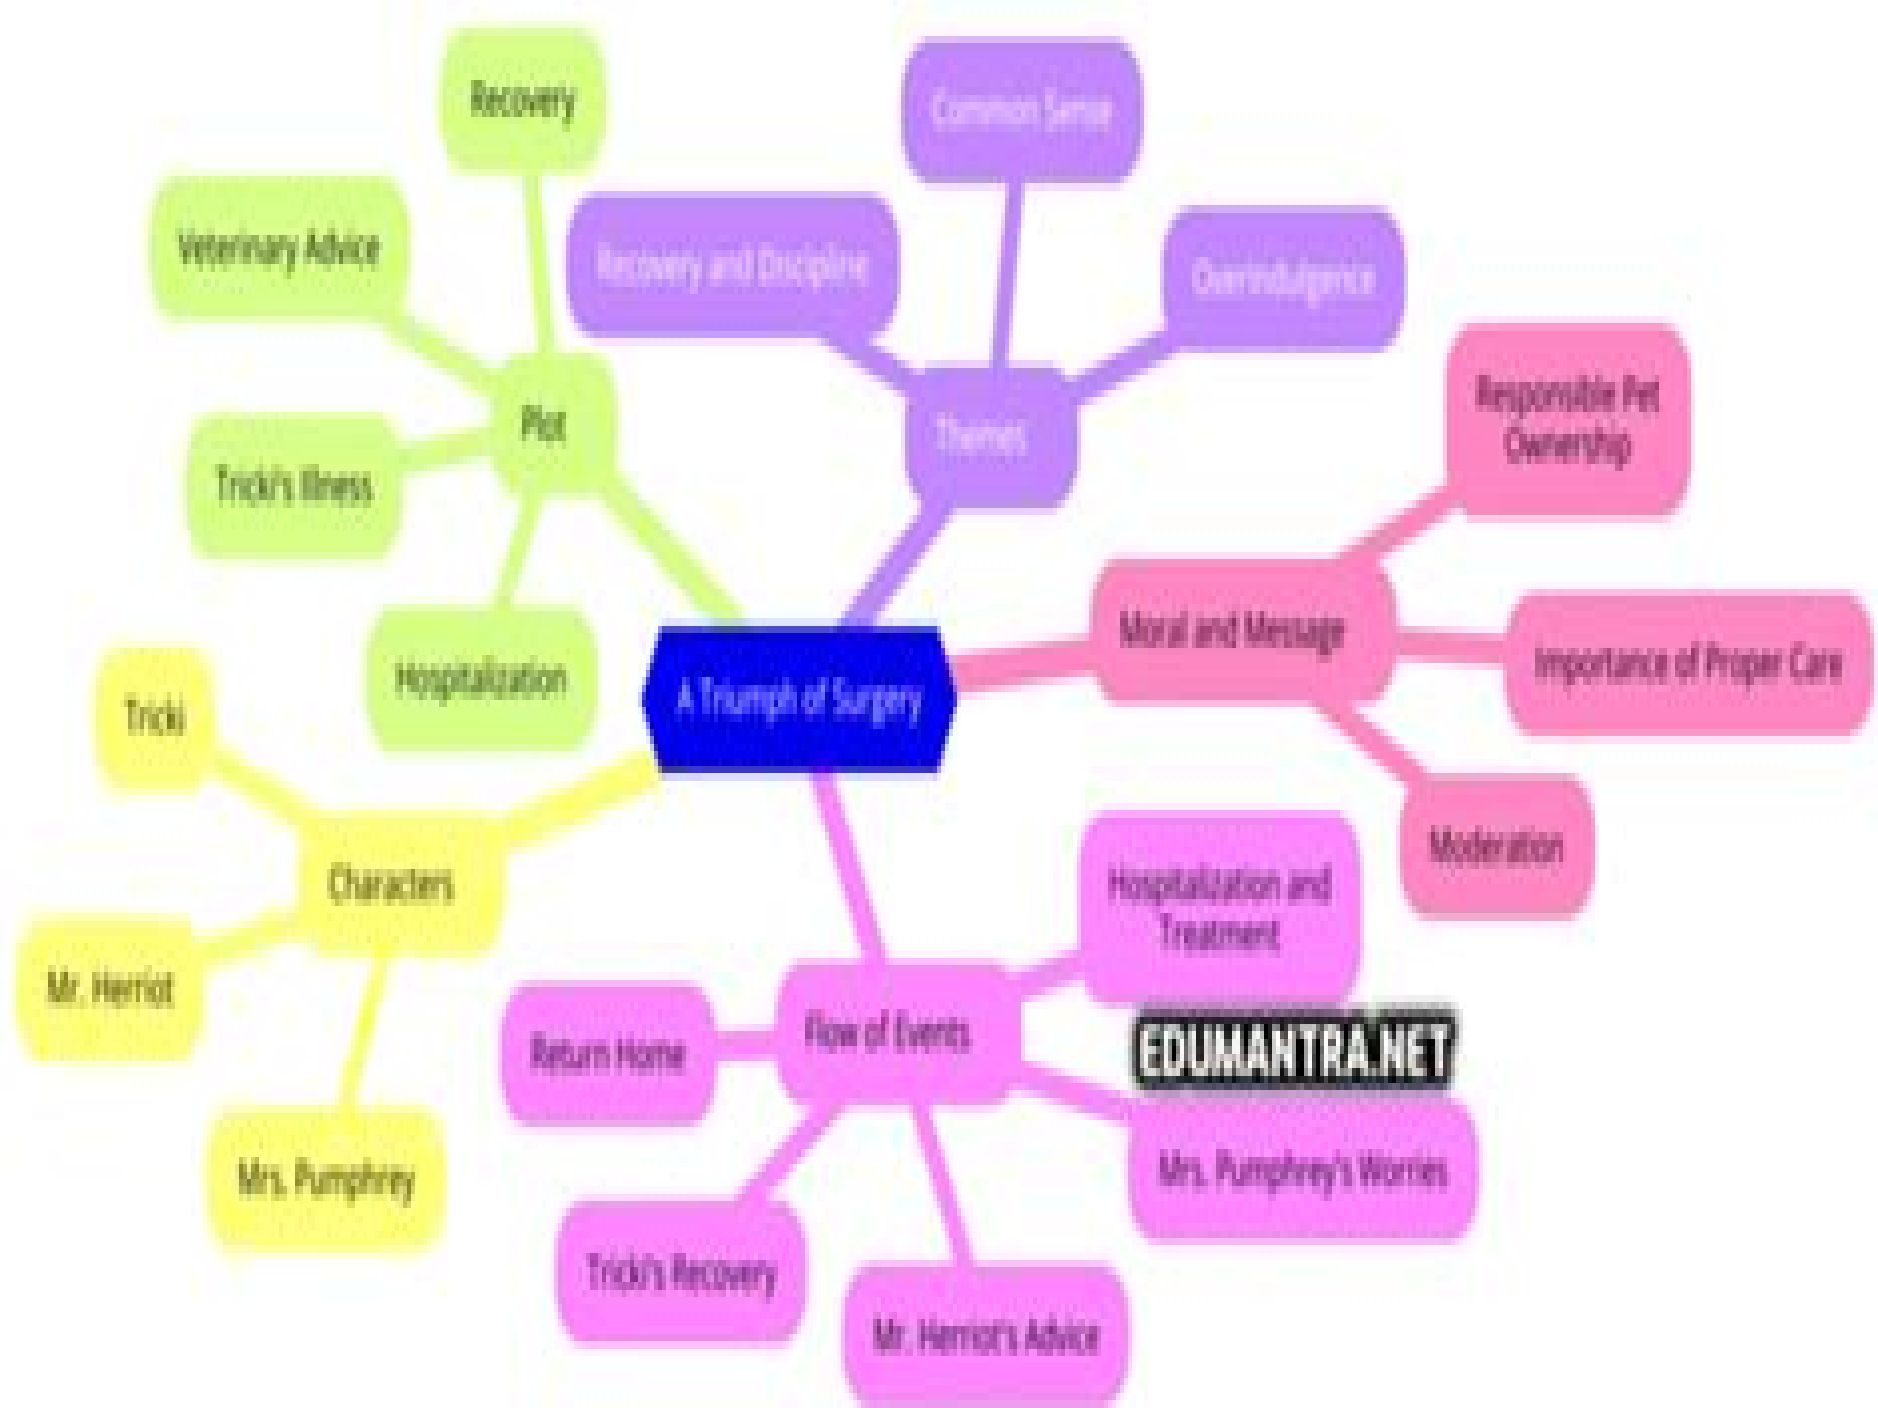 Recovery
Common Sense
Veterinary Advice
Recovery and Discipline
Overindulgence
Plot
Themes
Responsible Pet
Ownership
Tricki's Illness
Hospitalization
Moral and Message
Importance of Proper Care
A Triumph of Surgery
Tricki
Moderation
Characters
Hospitalization and
Treatment
Mr. Herriot
Return Home
Flow of Events
EDUMANTRA.NET
Mrs. Pumphrey
Mrs. Pumphrey's Worries
Tricki's Recovery
Mr. Herriot's Advice